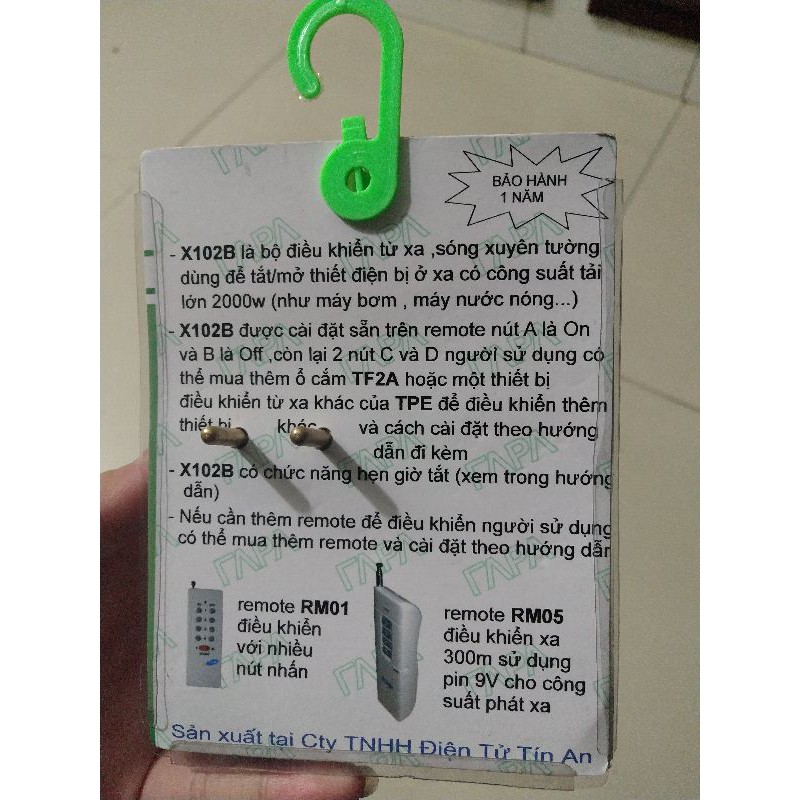 BẢO HÀNH
1 NĂM
- X102B là bộ điều khiển từ xa ,sóng xuyên tường
dùng để tắt/mở thiết điện bị ở xa có công suất tải
lớn 2000w (như máy bơm , máy nước nóng...)
- X102B được cài đặt sẵn trên remote nút A là On
và B là Off ,còn lại 2 nút C và D người sử dụng có
thể mua thêm ổ cắm TF2A hoặc một thiết bị
điều khiển từ xa khác của TPE để điều khiển thêm
thiết bị khác và cách cài đặt theo hướng
dẫn đi kèm
- X102B có chức năng hẹn giờ tắt (xem trong hướng
dẫn)
- Nếu cần thêm remote để điều khiển người sử dụng
có thể mua thêm remote và cài đặt theo hướng dẫn
remote RM01
điều khiển
với nhiều
nút nhấn
remote RM05
điều khiển xa
300m sử dụng
pin 9V cho công
suất phát xa
Sản xuất tại Cty TNHH Điện Tử Tín An